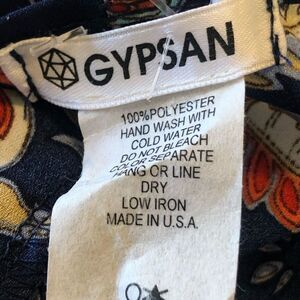 GYPSAN
100%POLYESTER
HAND WASH WITH
COLD WATER
DO NOT BLEACH
COLOR SEPARATE
HANG OR LINE
DRY
LOW IRON
MADE IN U.S.A.